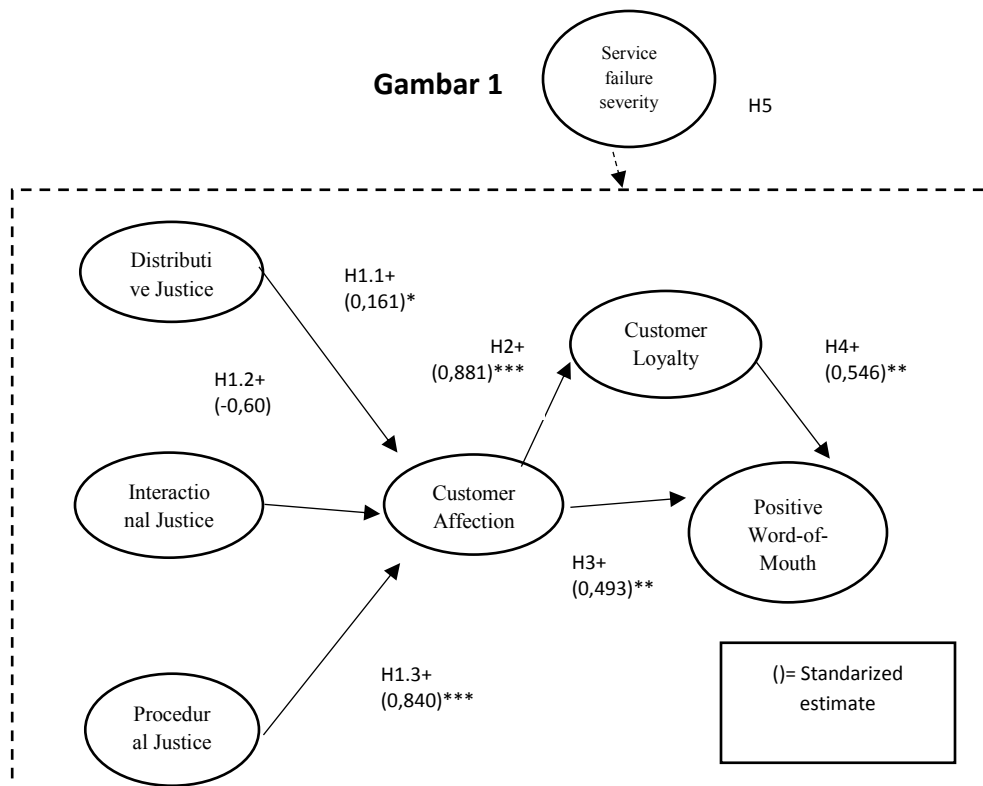 Gambar 1
Service
failure
severity
H5
Distributi
ve Justice
H1.1+
(0,161)*
H1.2+
(-0,60)
H2+
(0,881)***
Customer
Loyalty
H4+
(0,546)**
Interactio
nal Justice
Customer
Affection
Positive
Word-of-
Mouth
H3+
(0,493)**
H1.3+
(0,840)***
Procedur
al Justice
()= Standarized
estimate